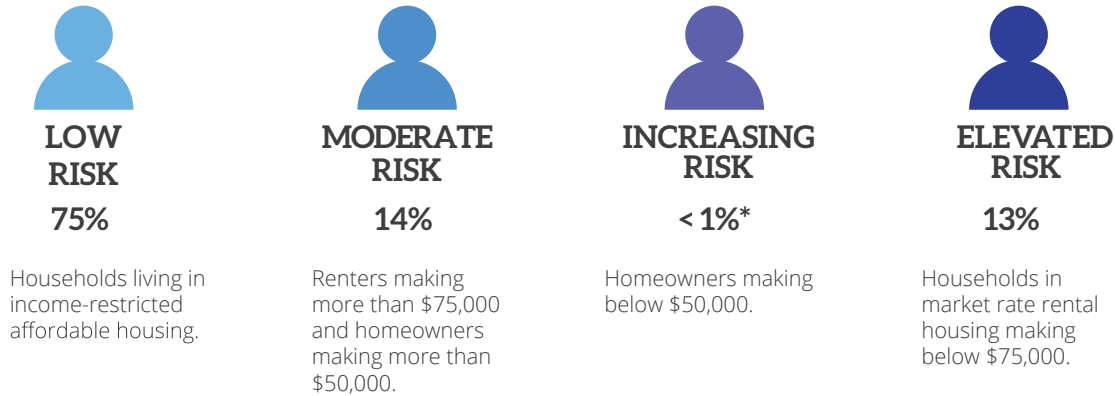 LOW
RISK
75%
Households living in
income-restricted
affordable housing.
MODERATE
RISK
14%
Renters making
more than $75,000
and homeowners
making more than
$50,000.
INCREASING
RISK
< 1%*
Homeowners making
below $50,000.
ELEVATED
RISK
13%
Households in
market rate rental
housing making
below $75,000.